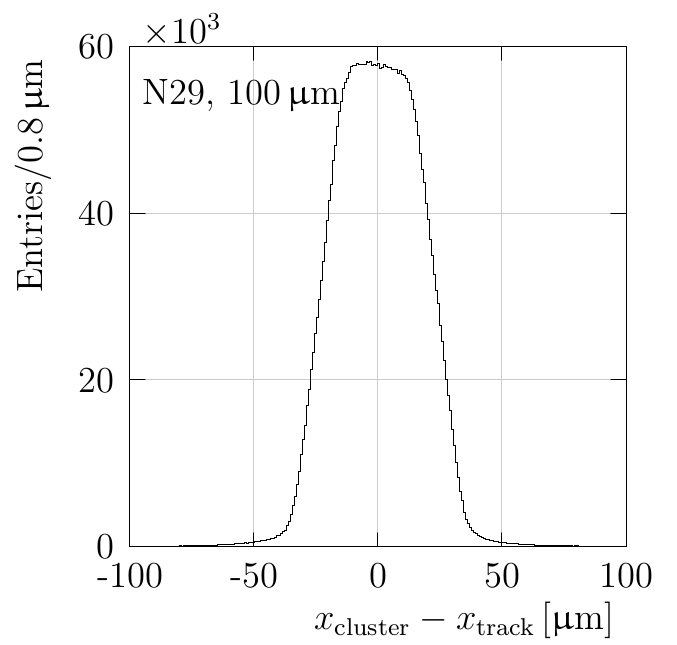 ×10³
60
N29, 100 µm
Entries/0.8 µm
40
20
0
-100 -50 0 50 100
x_cluster − x_track [µm]